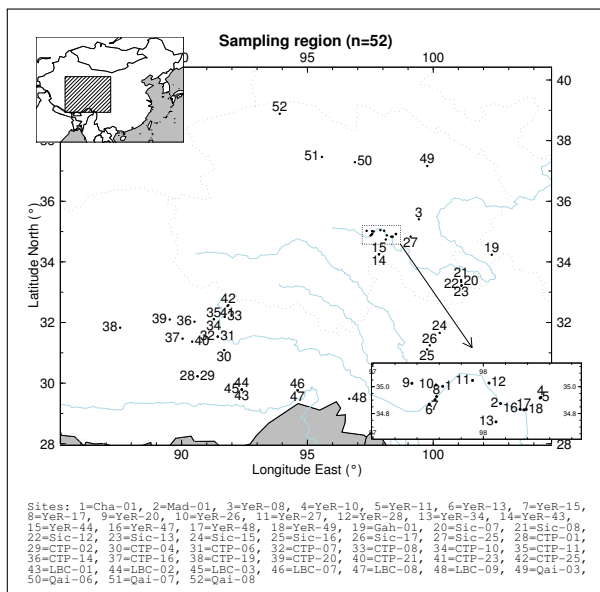 Sampling region (n=52)
90 95 100
40
52
38
51 50 49
36
3
15 27 19
34
14
21
22 20
23
42
35 41 33
39 36
34
38 32 31 24
32
37 40 26
30 25
28 29
44 46
45 48
30
43 47
28 28
90 95 100
Latitude North (°)
Longitude East (°)
97 98
9 10 1 11 12
35.0 35.0
8 4
5
7 2
6 16 17 18
34.8 34.8
13
97 98
Sites: 1=Cha-01, 2=Mad-01, 3=YeR-08, 4=YeR-10, 5=YeR-11, 6=YeR-13, 7=YeR-15,
8=YeR-17, 9=YeR-20, 10=YeR-26, 11=YeR-27, 12=YeR-28, 13=YeR-34, 14=YeR-43,
15=YeR-44, 16=YeR-47, 17=YeR-48, 18=YeR-49, 19=Gah-01, 20=Sic-07, 21=Sic-08,
22=Sic-12, 23=Sic-13, 24=Sic-15, 25=Sic-16, 26=Sic-17, 27=Sic-25, 28=CTP-01,
29=CTP-02, 30=CTP-04, 31=CTP-06, 32=CTP-07, 33=CTP-08, 34=CTP-10, 35=CTP-11,
36=CTP-14, 37=CTP-16, 38=CTP-19, 39=CTP-20, 40=CTP-21, 41=CTP-23, 42=CTP-25,
43=LBC-01, 44=LBC-02, 45=LBC-03, 46=LBC-07, 47=LBC-08, 48=LBC-09, 49=Qai-03,
50=Qai-06, 51=Qai-07, 52=Qai-08